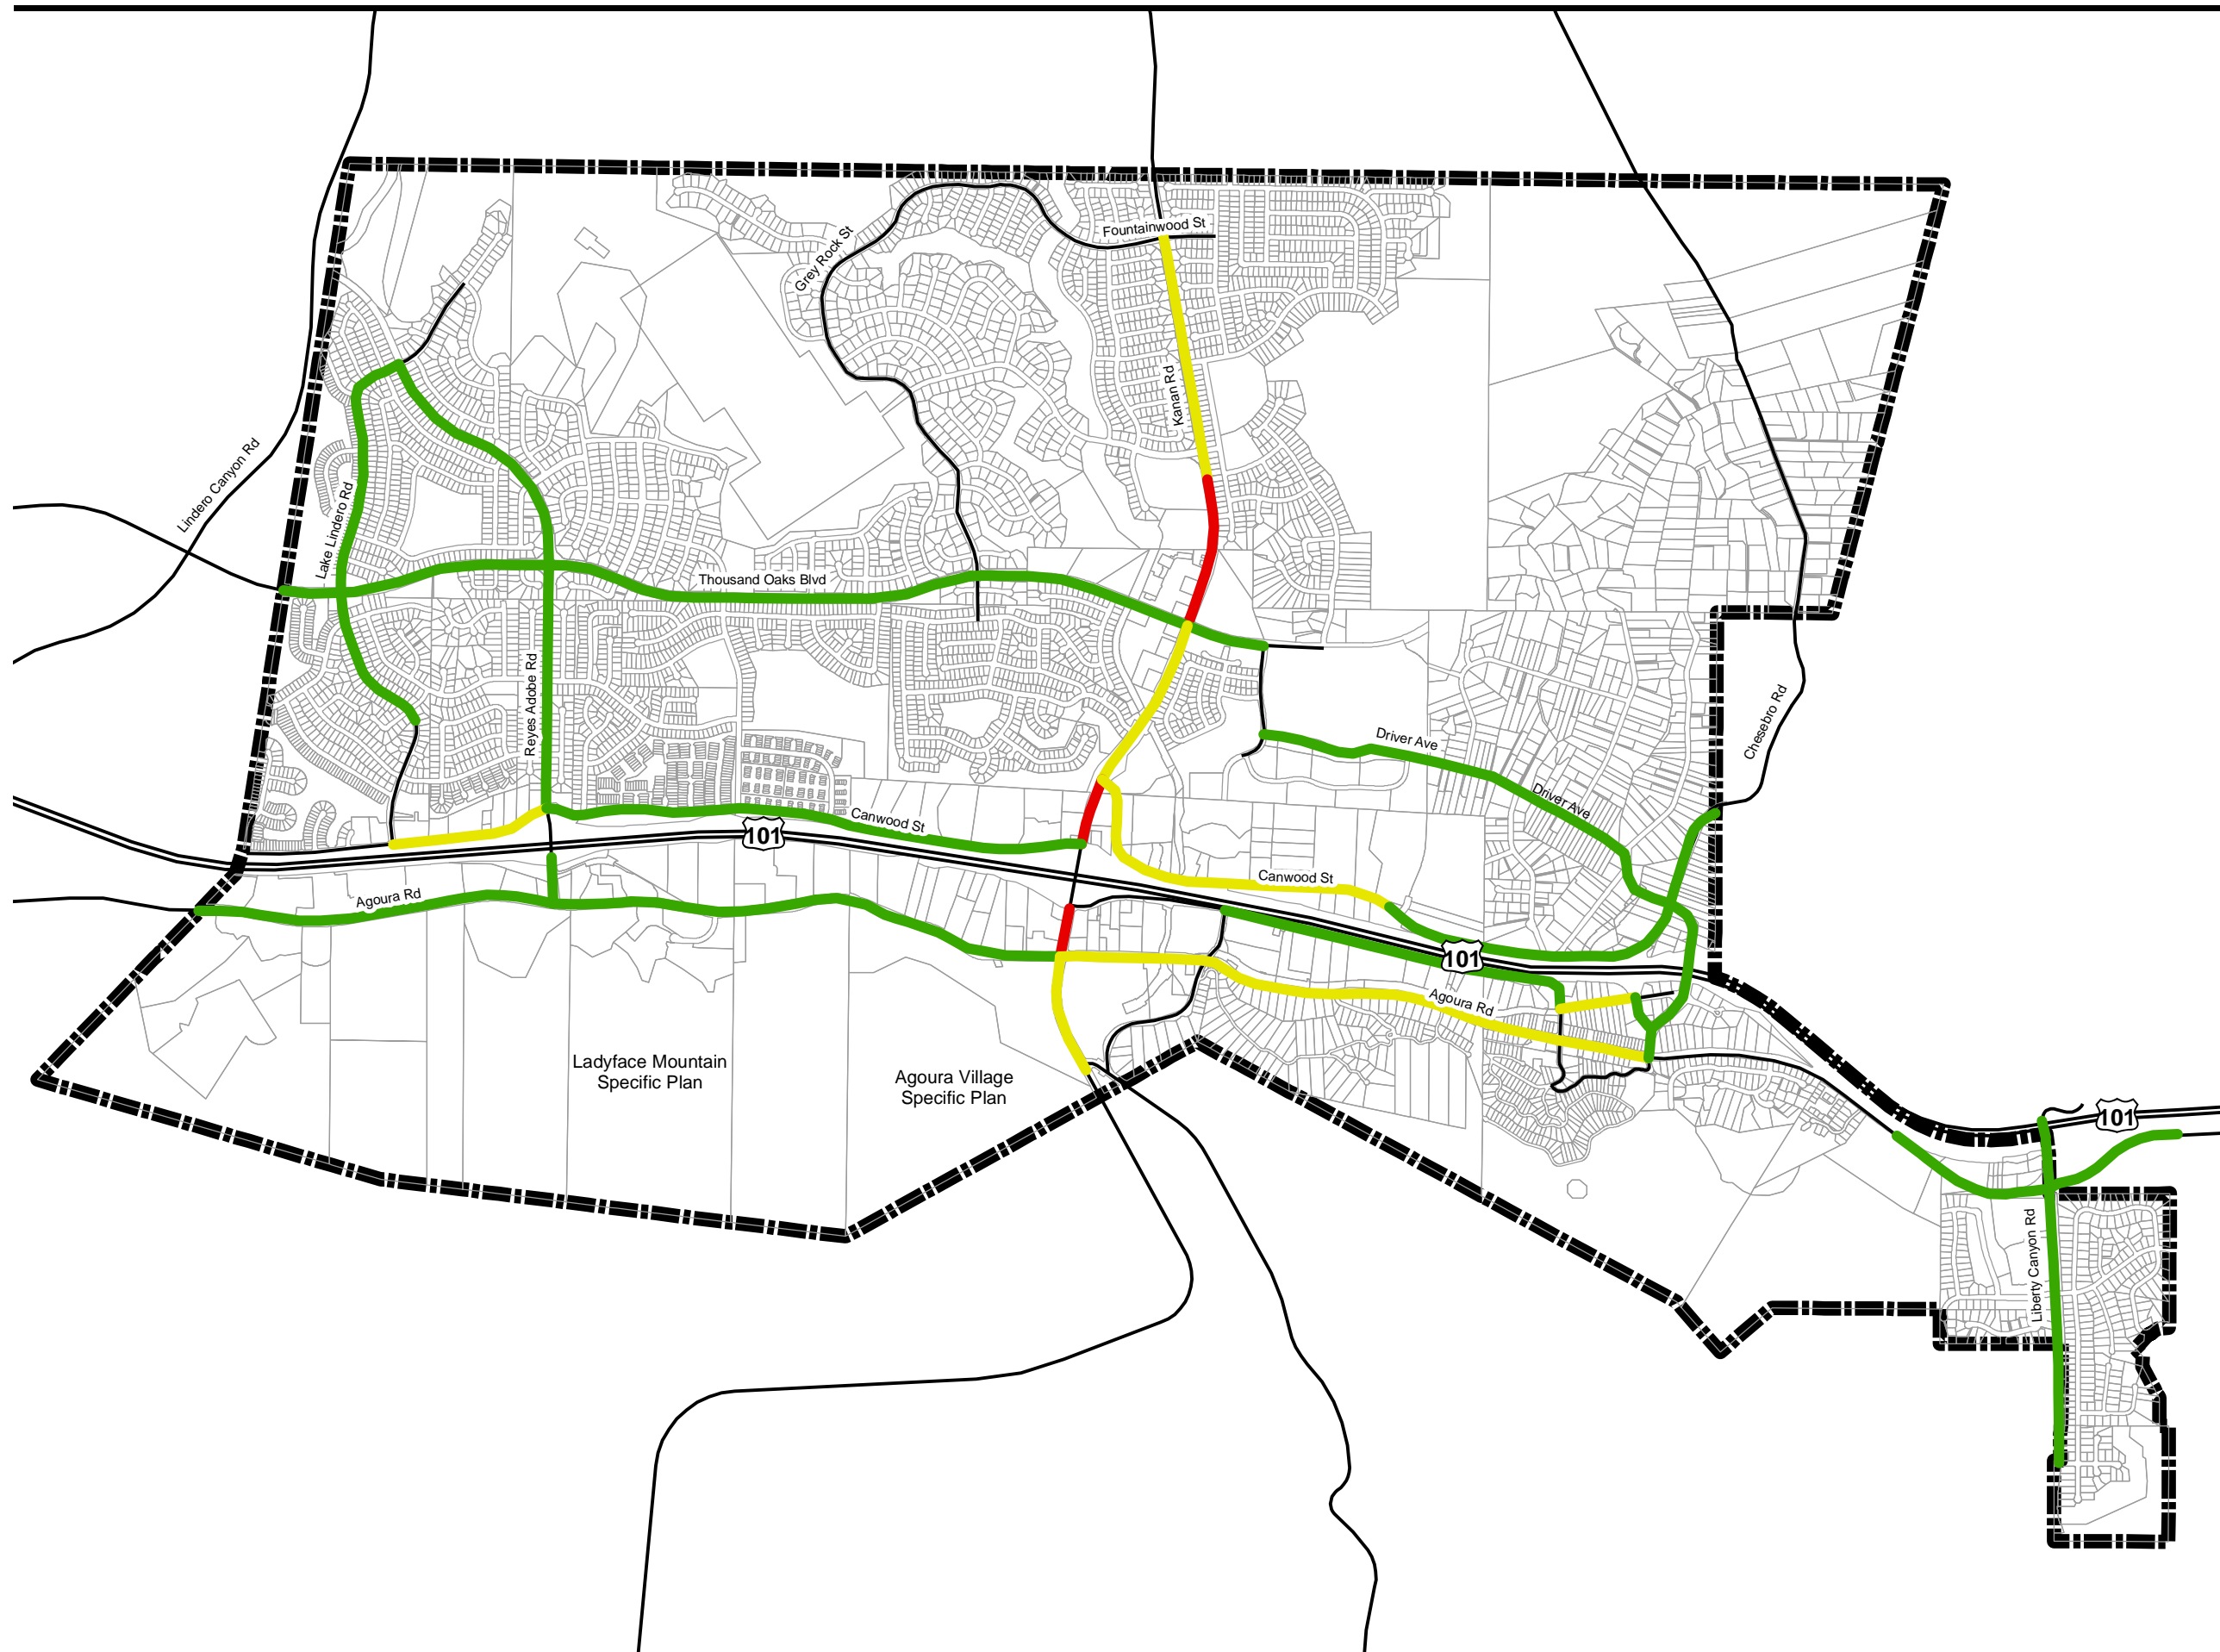 Fountainwood St
Grey Rock St
Kanan Rd
Lindero Canyon Rd
Lake Lindero Rd
Thousand Oaks Blvd
Reyes Adobe Rd
Chesebro Rd
Driver Ave
Driver Ave
Canwood St
101
Canwood St
Agoura Rd
101
Agoura Rd
Ladyface Mountain
Specific Plan
Agoura Village
Specific Plan
101
Liberty Canyon Rd